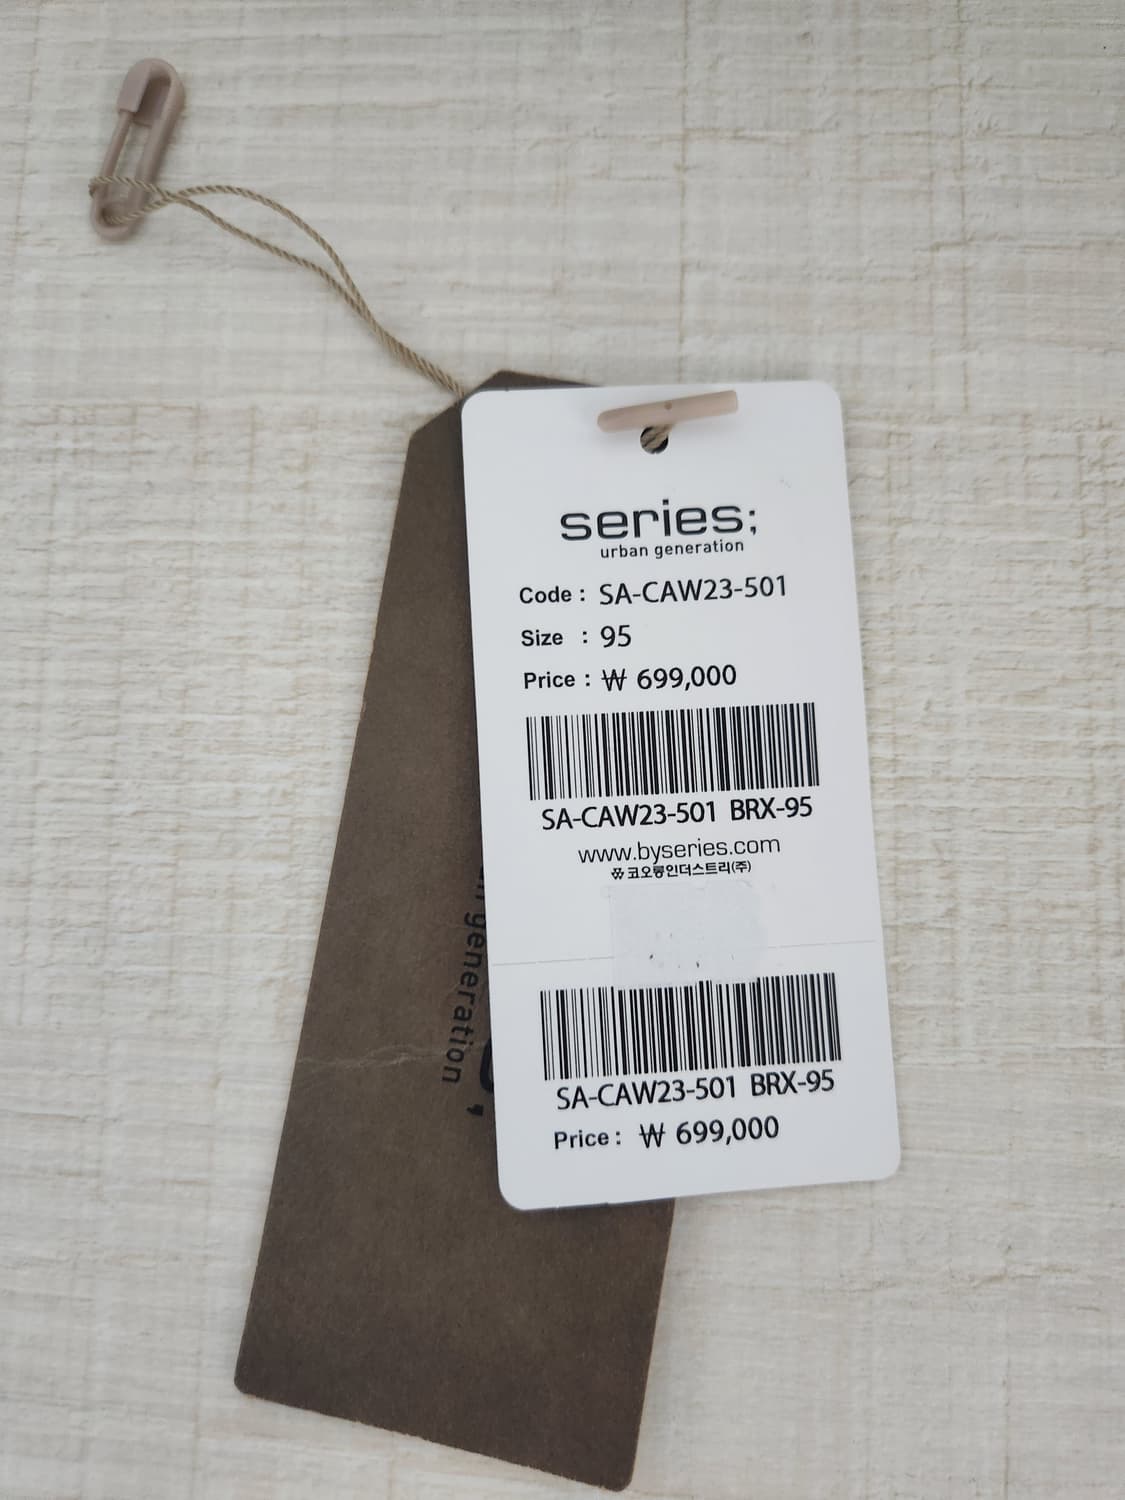 series;
urban generation
Code : SA-CAW23-501
Size : 95
Price : ₩ 699,000
SA-CAW23-501 BRX-95
www.byseries.com
코오롱인더스트리(주)
SA-CAW23-501 BRX-95
Price : ₩ 699,000
generation